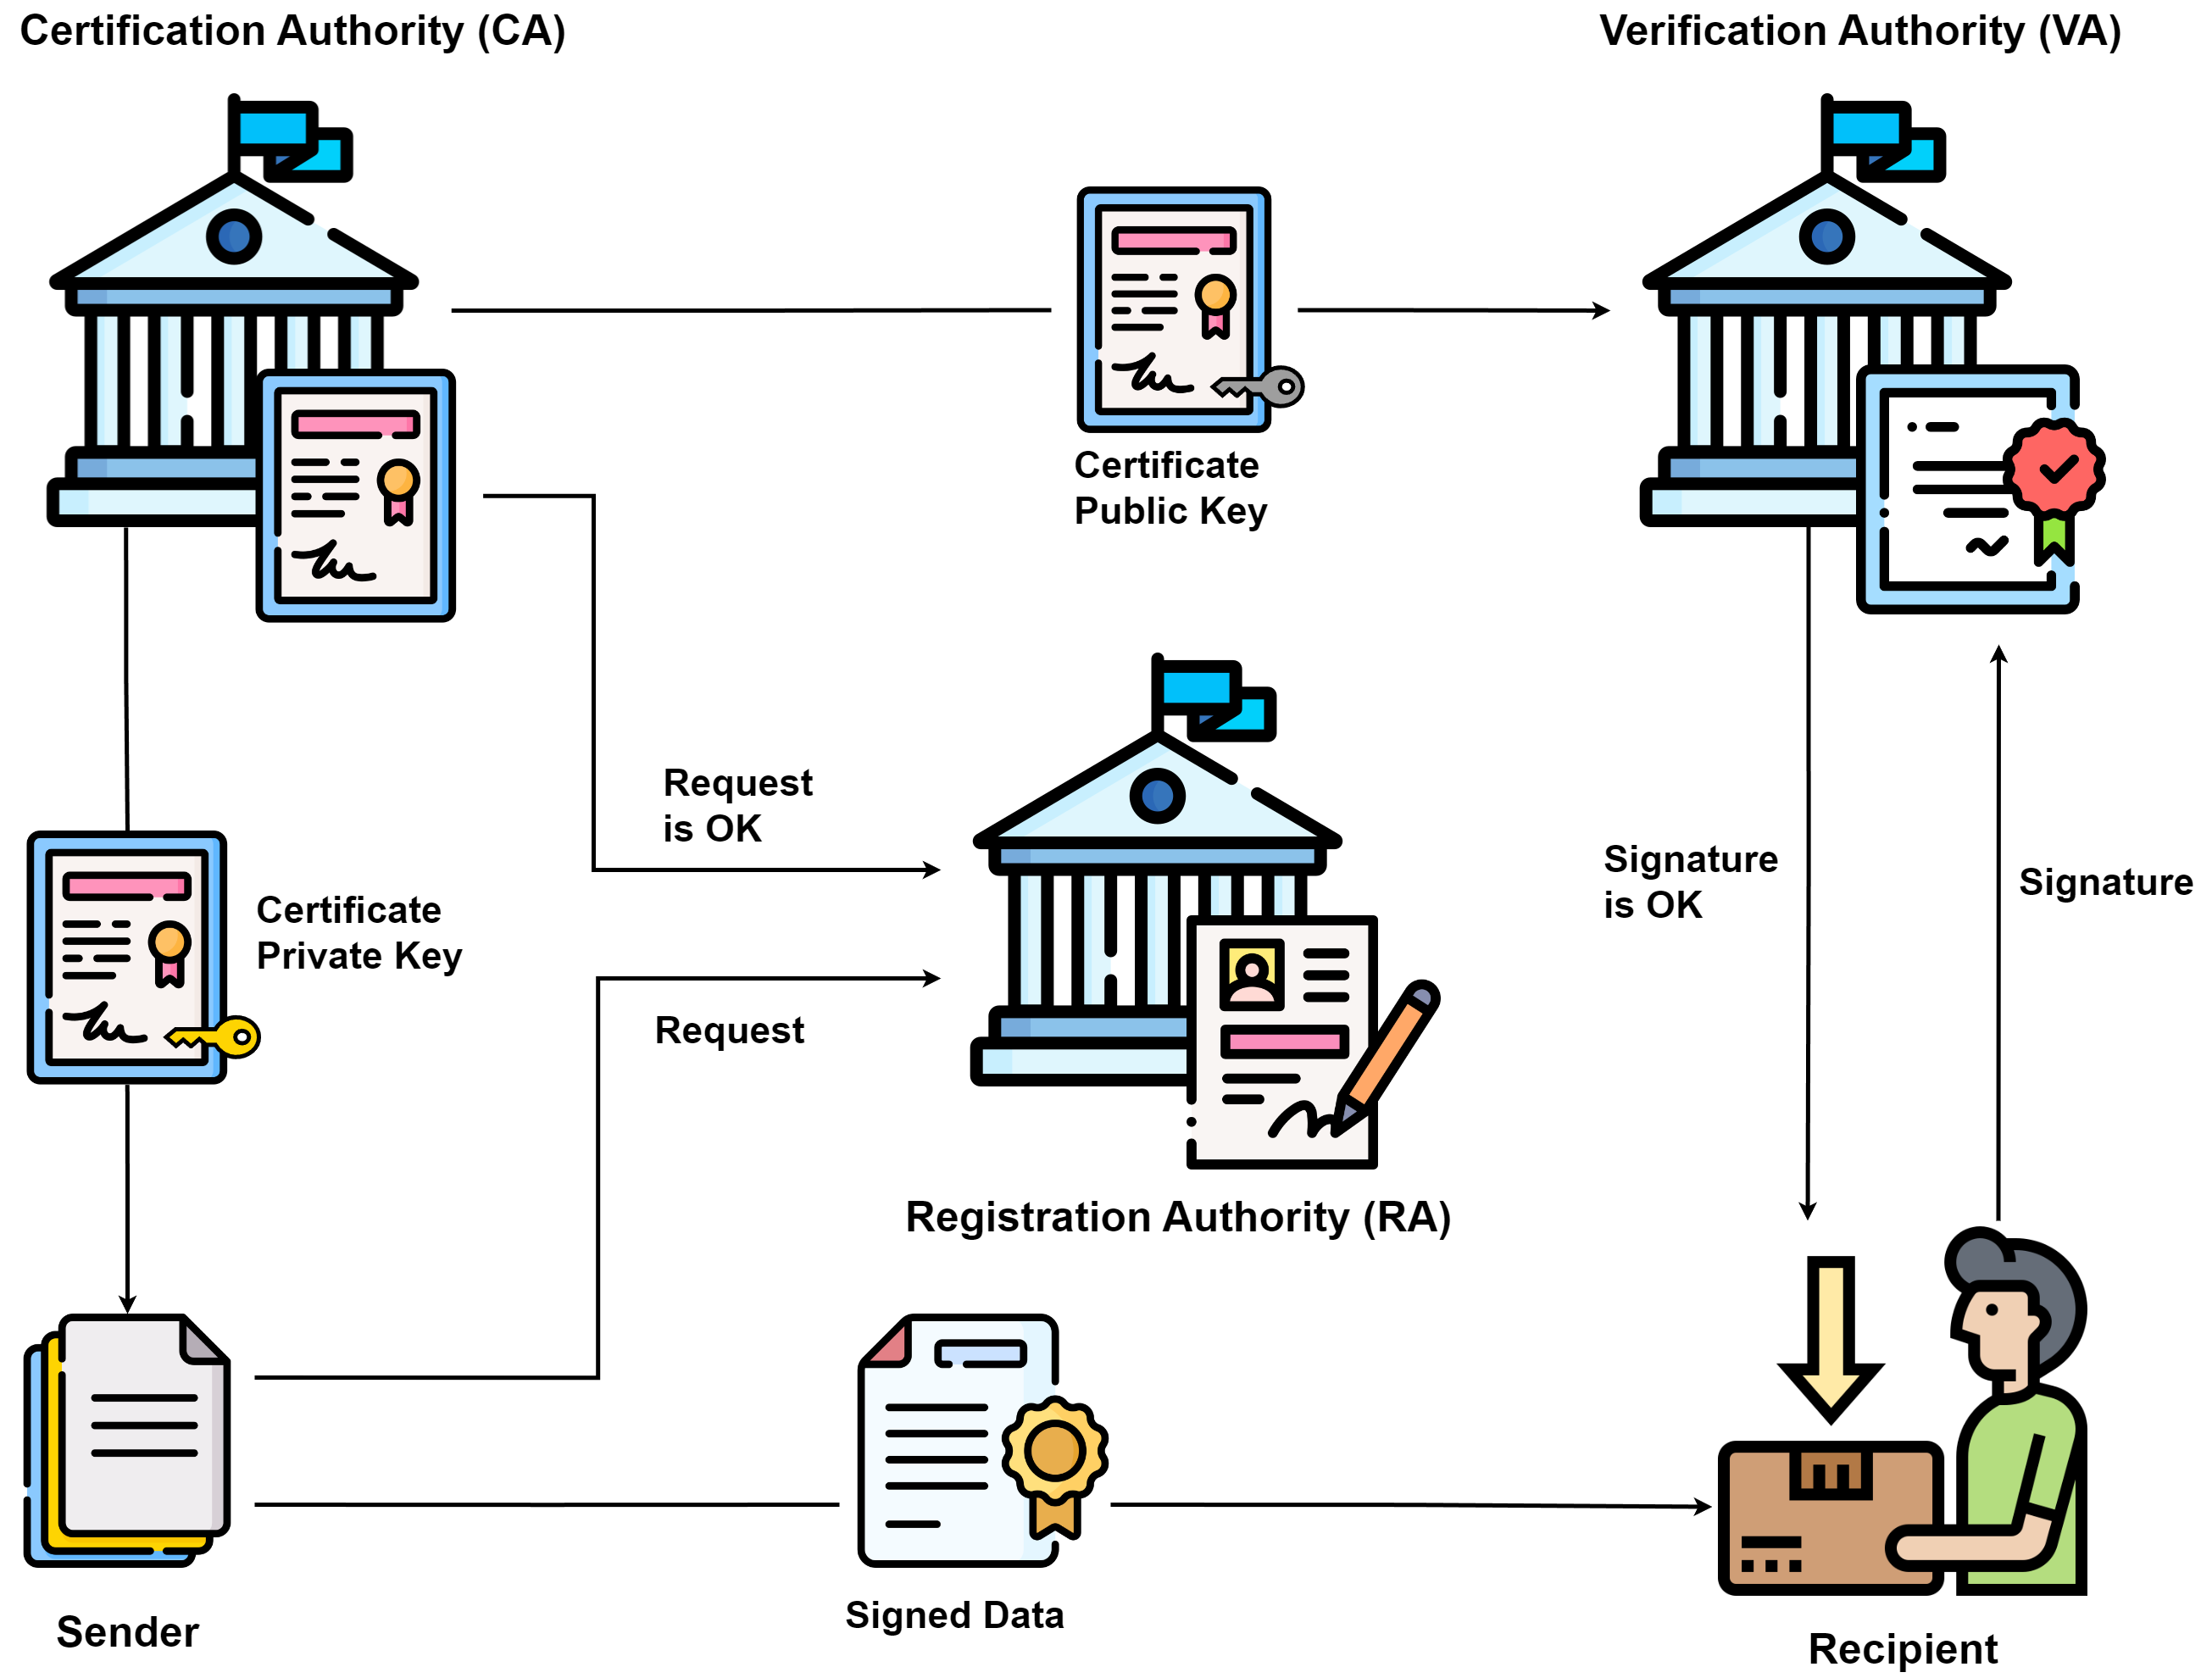 Certification Authority (CA)
Verification Authority (VA)
Certificate
Public Key
Request
is OK
Signature
is OK
Signature
Certificate
Private Key
Request
Registration Authority (RA)
Signed Data
Sender
Recipient